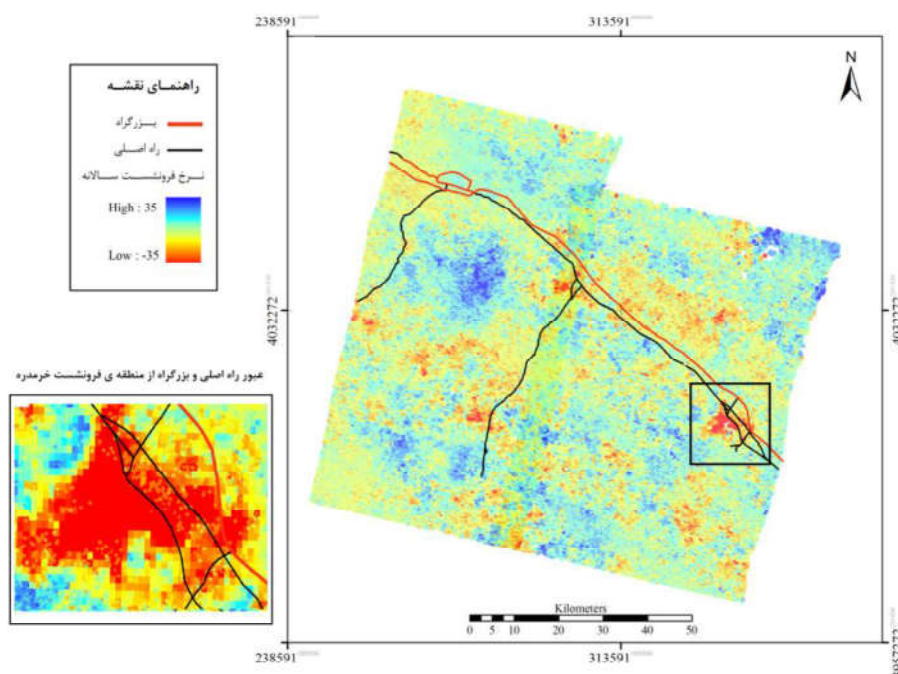 238591
313591
N
راهنمای نقشه
بزرگراه
راه اصلی
نرخ فرونشست سالانه
High : 35
Low : -35
4032272
4032272
عبور راه اصلی و بزرگراه از منطقه ی فرونشست خرمدره
Kilometers
0 5 10 20 30 40 50
238591
313591